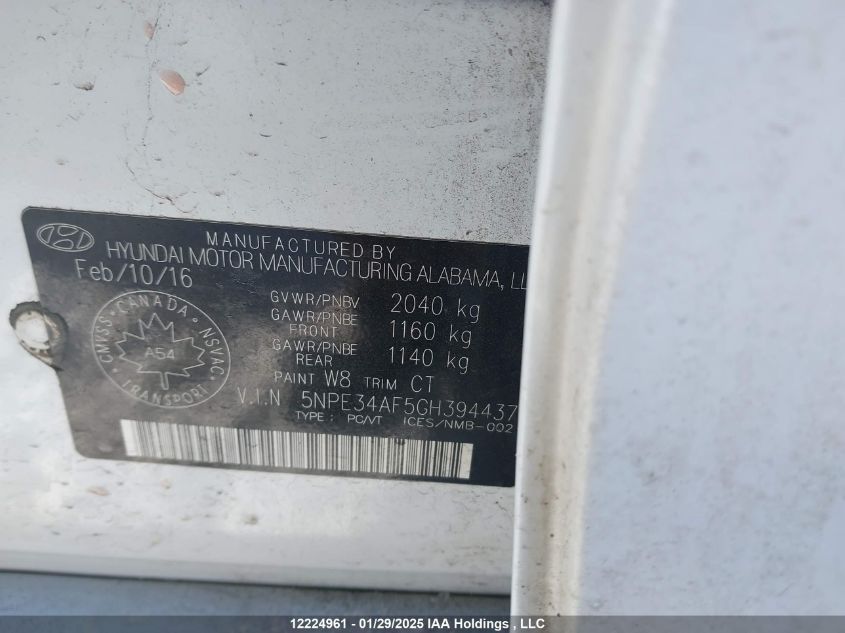 MANUFACTURED BY
HYUNDAI MOTOR MANUFACTURING ALABAMA, LL
Feb/10/16
GVWR/PNBV 2040 kg
GAWR/PNBE FRONT 1160 kg
GAWR/PNBE REAR 1140 kg
PAINT W8 TRIM CT
V.I.N 5NPE34AF5GH394437
TYPE : PC/VT ICES/NMB-002
CANADA
CMVSS NSVAC
A54
TRANSPORT
12224961 - 01/29/2025 IAA Holdings , LLC